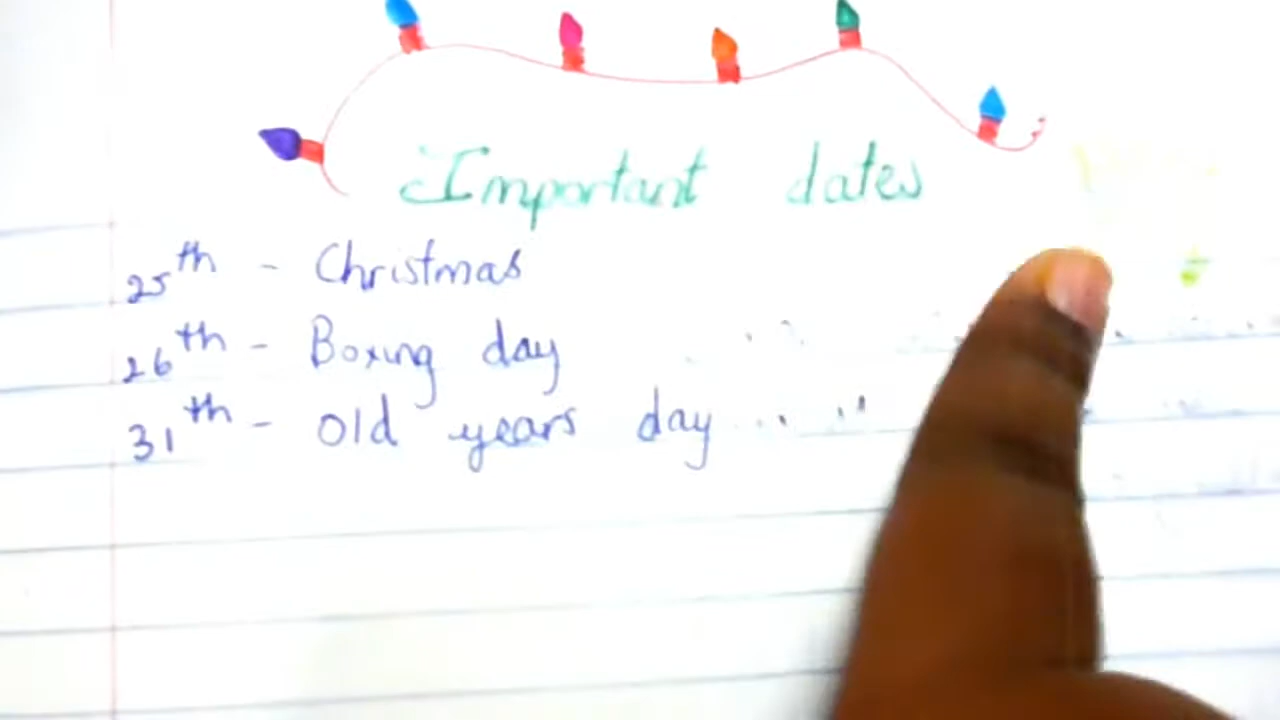 Important dates
25th - Christmas
26th - Boxing day
31th - Old years day